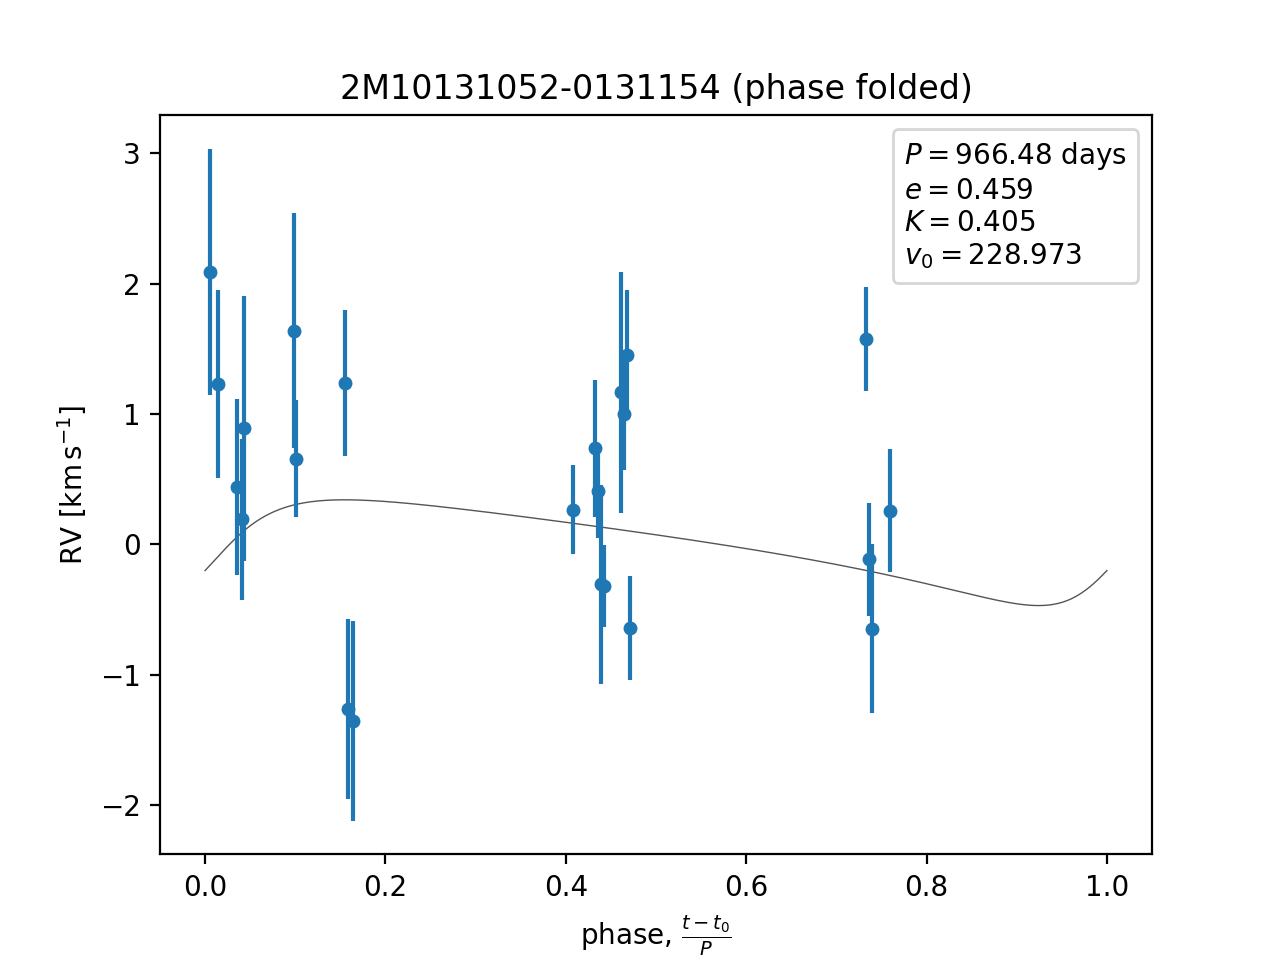 2M10131052-0131154 (phase folded)
P = 966.48 days
e = 0.459
K = 0.405
v₀ = 228.973
RV [km s⁻¹]
3
2
1
0
−1
−2
0.0 0.2 0.4 0.6 0.8 1.0
phase, (t − t₀)/P